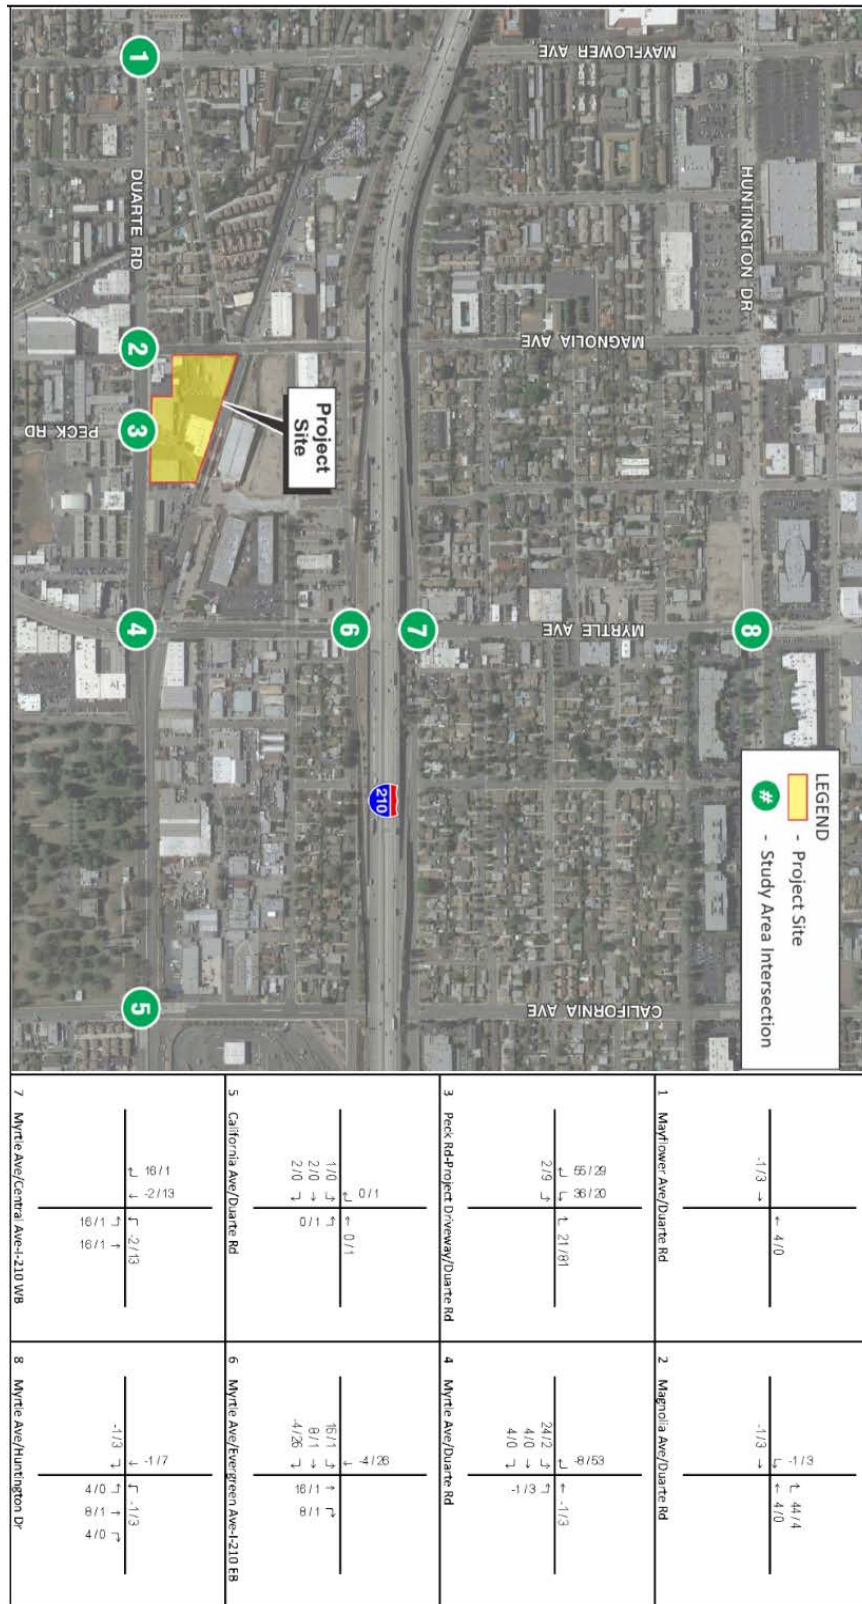 MAYFLOWER AVE
DUARTE RD
HUNTINGTON DR
MAGNOLIA AVE
PECK RD
Project
Site
MYRTLE AVE
CALIFORNIA AVE
210
1
2
3
4
5
6
7
8
LEGEND
- Project Site
# - Study Area Intersection
1 Mayflower Ave/Duarte Rd
-1/3
4/0
2 Magnolia Ave/Duarte Rd
-1/3
-1/3
44/4
4/0
3 Peck Rd-Project Driveway/Duarte Rd
55/29
36/20
2/9
21/81
4 Myrtle Ave/Duarte Rd
-8/53
24/2
4/0
4/0
-1/3
-1/3
5 California Ave/Duarte Rd
0/1
1/0
2/0
2/0
0/1
0/1
6 Myrtle Ave/Evergreen Ave-I-210 EB
-4/26
16/1
8/1
-4/26
16/1
8/1
7 Myrtle Ave/Central Ave-I-210 WB
16/1
-2/13
-2/13
16/1
16/1
8 Myrtle Ave/Huntington Dr
-1/7
-1/3
-1/3
4/0
8/1
4/0